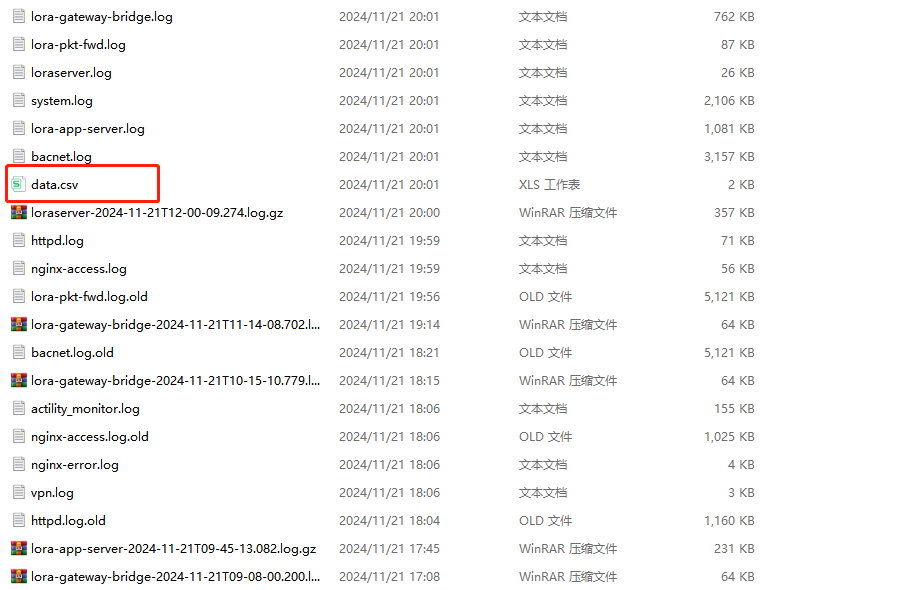 lora-gateway-bridge.log 2024/11/21 20:01 文本文档 762 KB
lora-pkt-fwd.log 2024/11/21 20:01 文本文档 87 KB
loraserver.log 2024/11/21 20:01 文本文档 26 KB
system.log 2024/11/21 20:01 文本文档 2,106 KB
lora-app-server.log 2024/11/21 20:01 文本文档 1,081 KB
bacnet.log 2024/11/21 20:01 文本文档 3,157 KB
data.csv 2024/11/21 20:01 XLS 工作表 2 KB
loraserver-2024-11-21T12-00-09.274.log.gz 2024/11/21 20:00 WinRAR 压缩文件 357 KB
httpd.log 2024/11/21 19:59 文本文档 71 KB
nginx-access.log 2024/11/21 19:59 文本文档 56 KB
lora-pkt-fwd.log.old 2024/11/21 19:56 OLD 文件 5,121 KB
lora-gateway-bridge-2024-11-21T11-14-08.702.l... 2024/11/21 19:14 WinRAR 压缩文件 64 KB
bacnet.log.old 2024/11/21 18:21 OLD 文件 5,121 KB
lora-gateway-bridge-2024-11-21T10-15-10.779.l... 2024/11/21 18:15 WinRAR 压缩文件 64 KB
actility_monitor.log 2024/11/21 18:06 文本文档 155 KB
nginx-access.log.old 2024/11/21 18:06 OLD 文件 1,025 KB
nginx-error.log 2024/11/21 18:06 文本文档 4 KB
vpn.log 2024/11/21 18:06 文本文档 3 KB
httpd.log.old 2024/11/21 18:04 OLD 文件 1,160 KB
lora-app-server-2024-11-21T09-45-13.082.log.gz 2024/11/21 17:45 WinRAR 压缩文件 231 KB
lora-gateway-bridge-2024-11-21T09-08-00.200.l... 2024/11/21 17:08 WinRAR 压缩文件 64 KB